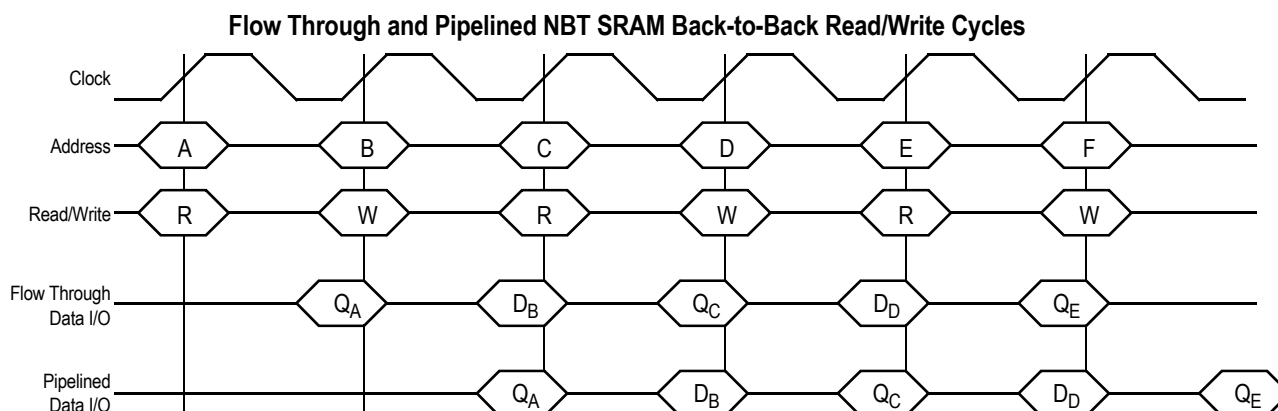 Flow Through and Pipelined NBT SRAM Back-to-Back Read/Write Cycles
Clock
Address A B C D E F
Read/Write R W R W R W
Flow Through
Data I/O QA DB QC DD QE
Pipelined
Data I/O QA DB QC DD QE